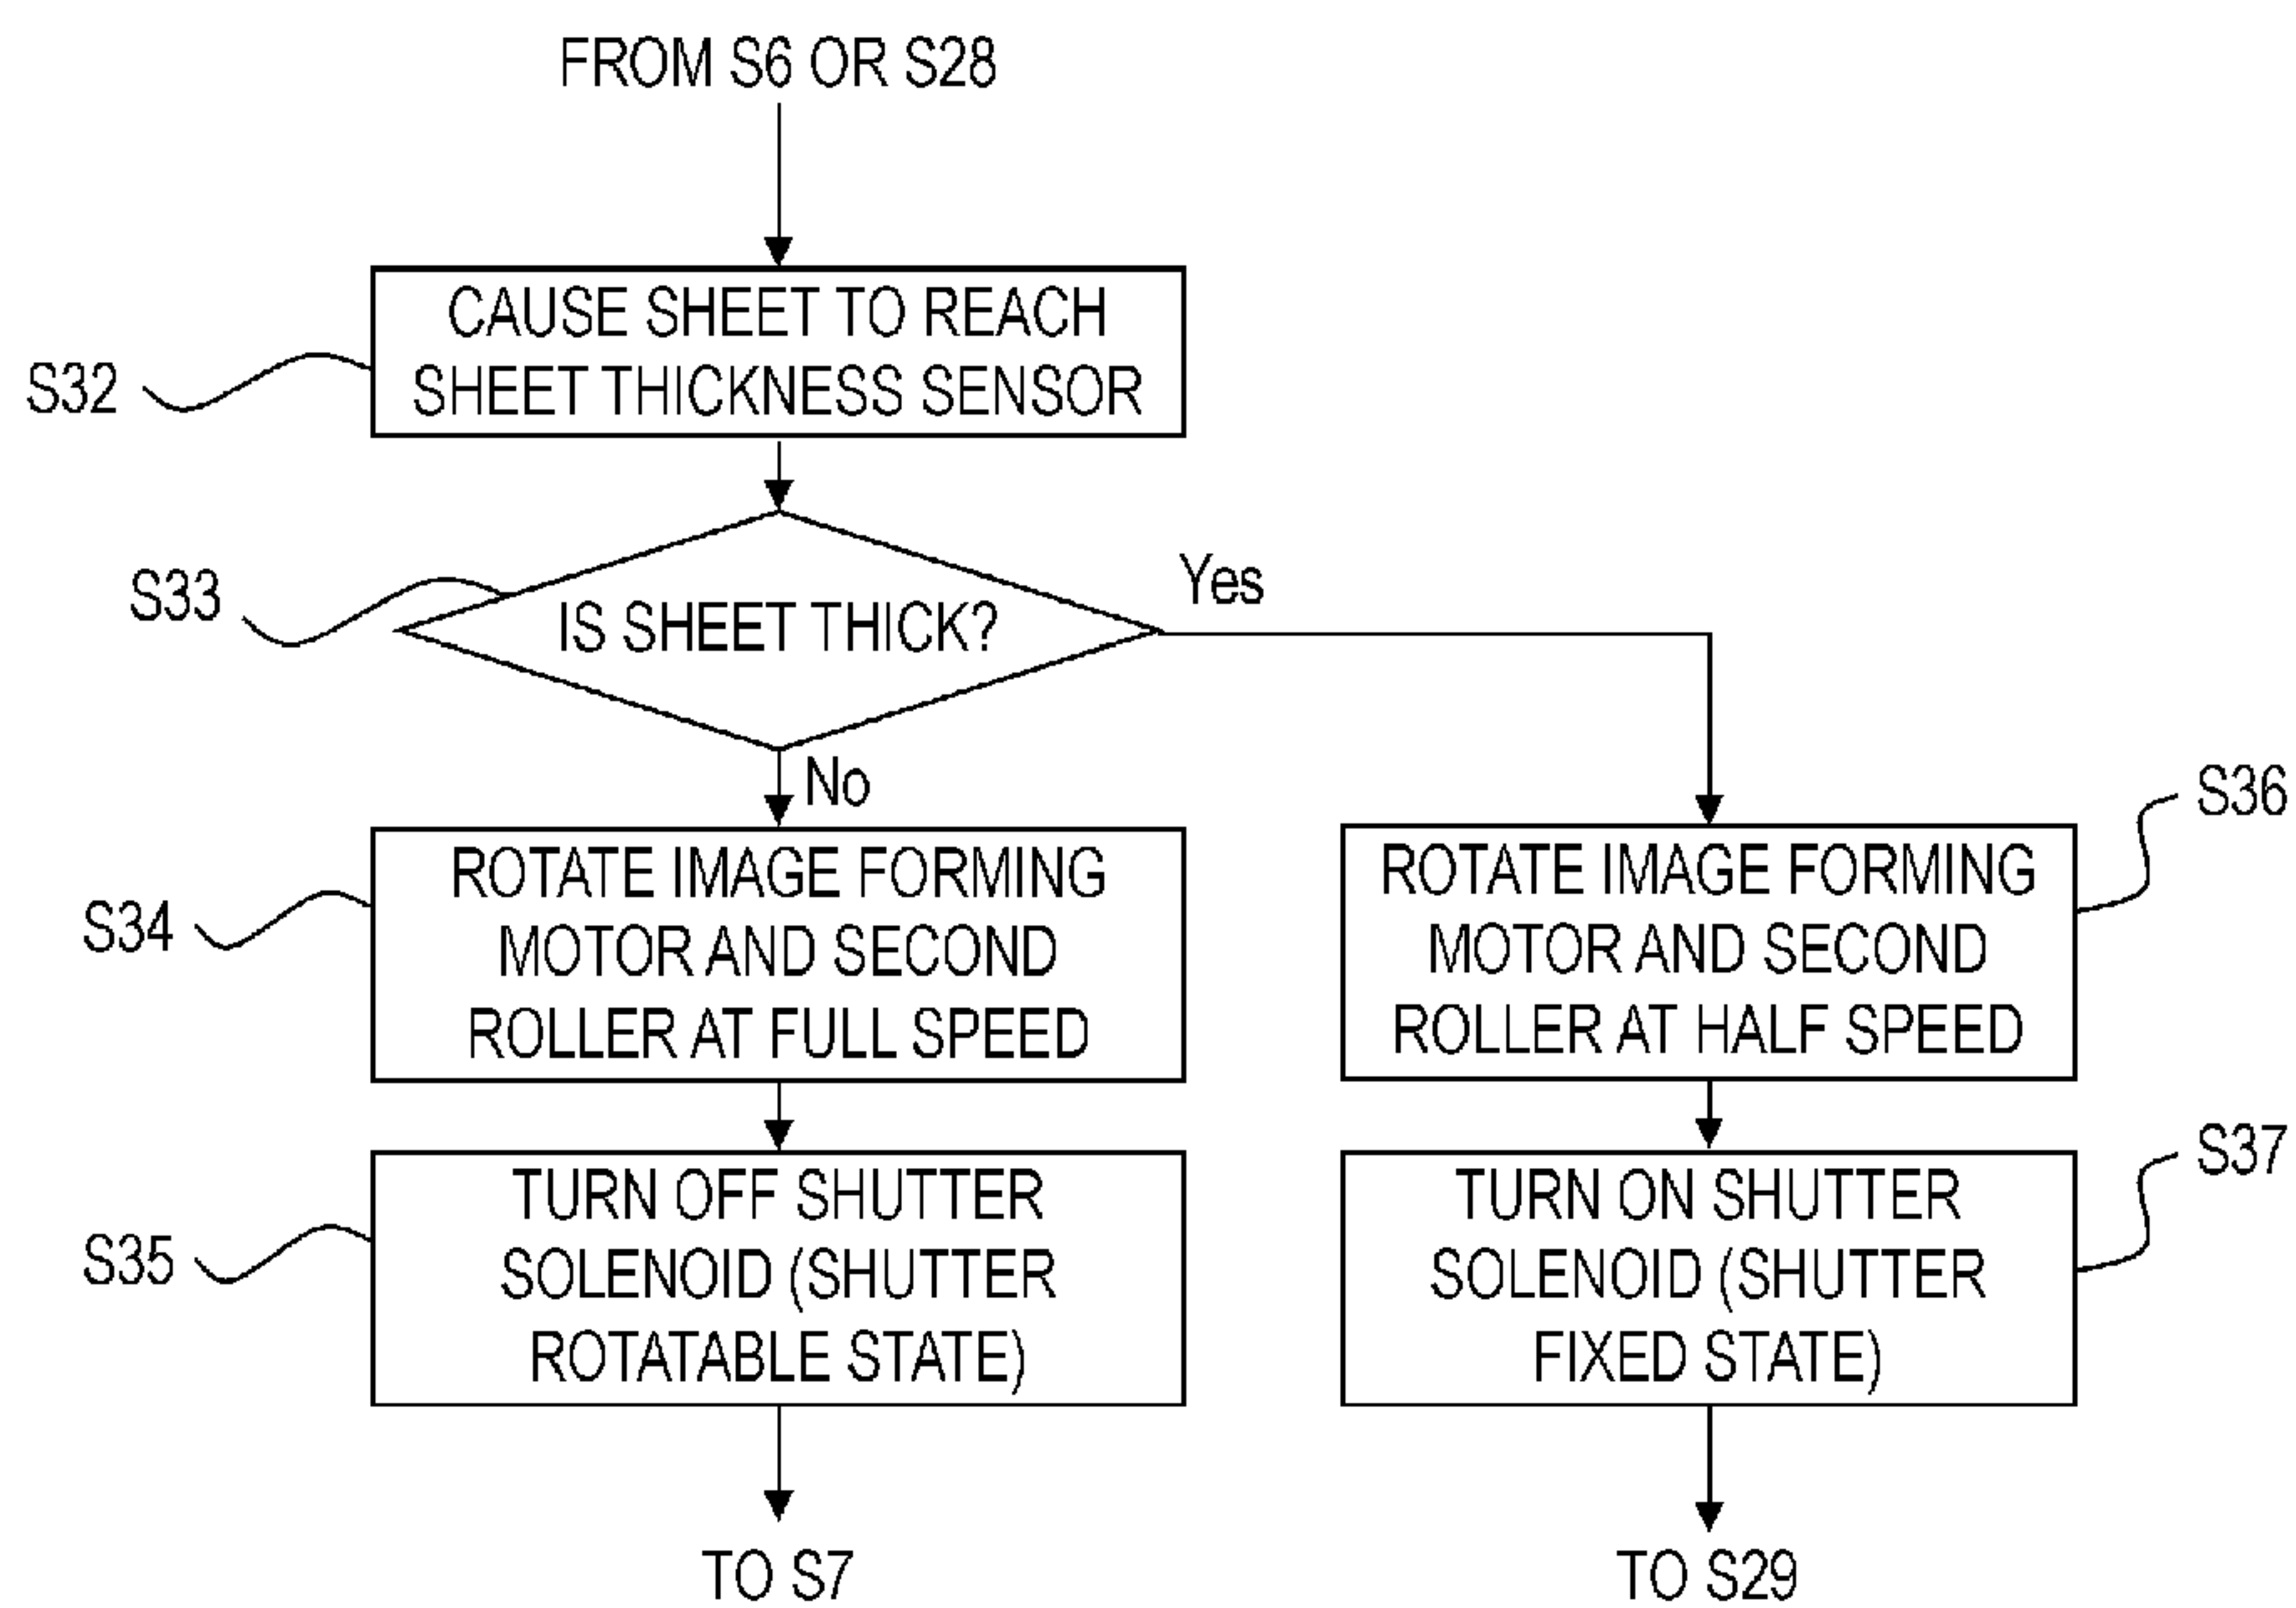 FROM S6 OR S28
S32
CAUSE SHEET TO REACH
SHEET THICKNESS SENSOR
S33
IS SHEET THICK?
Yes
No
S34
ROTATE IMAGE FORMING
MOTOR AND SECOND
ROLLER AT FULL SPEED
S36
ROTATE IMAGE FORMING
MOTOR AND SECOND
ROLLER AT HALF SPEED
S35
TURN OFF SHUTTER
SOLENOID (SHUTTER
ROTATABLE STATE)
S37
TURN ON SHUTTER
SOLENOID (SHUTTER
FIXED STATE)
TO S7
TO S29